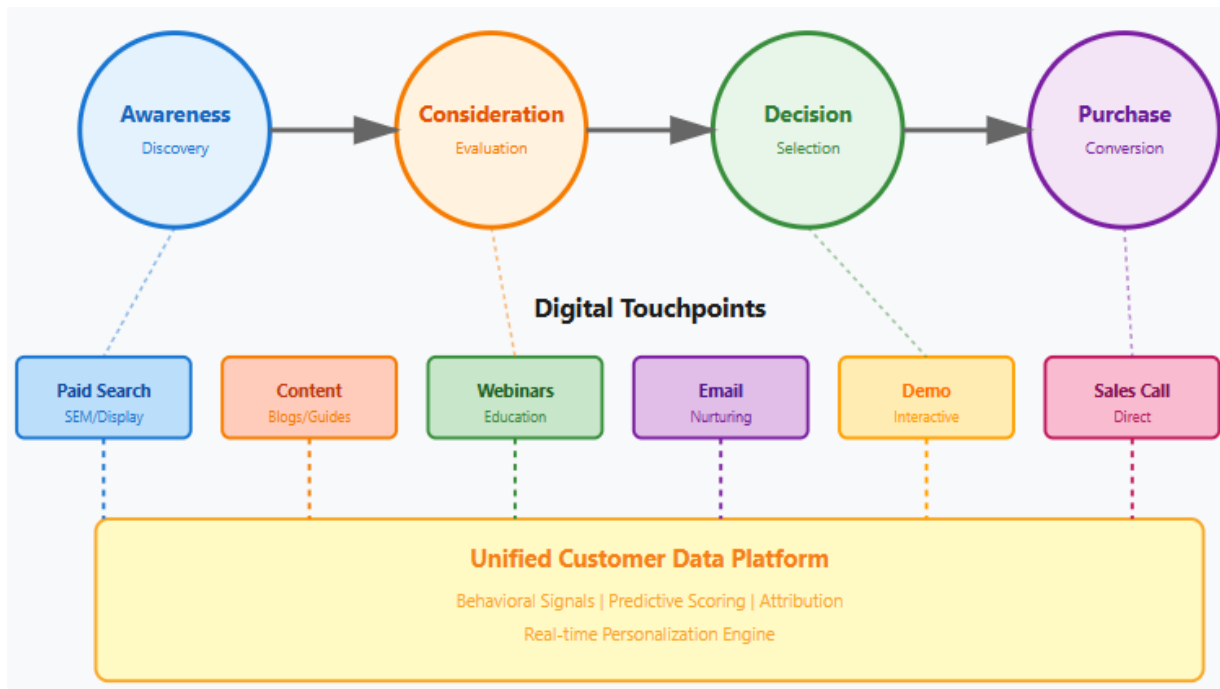 Awareness
Discovery
Consideration
Evaluation
Decision
Selection
Purchase
Conversion
Digital Touchpoints
Paid Search
SEM/Display
Content
Blogs/Guides
Webinars
Education
Email
Nurturing
Demo
Interactive
Sales Call
Direct
Unified Customer Data Platform
Behavioral Signals | Predictive Scoring | Attribution
Real-time Personalization Engine